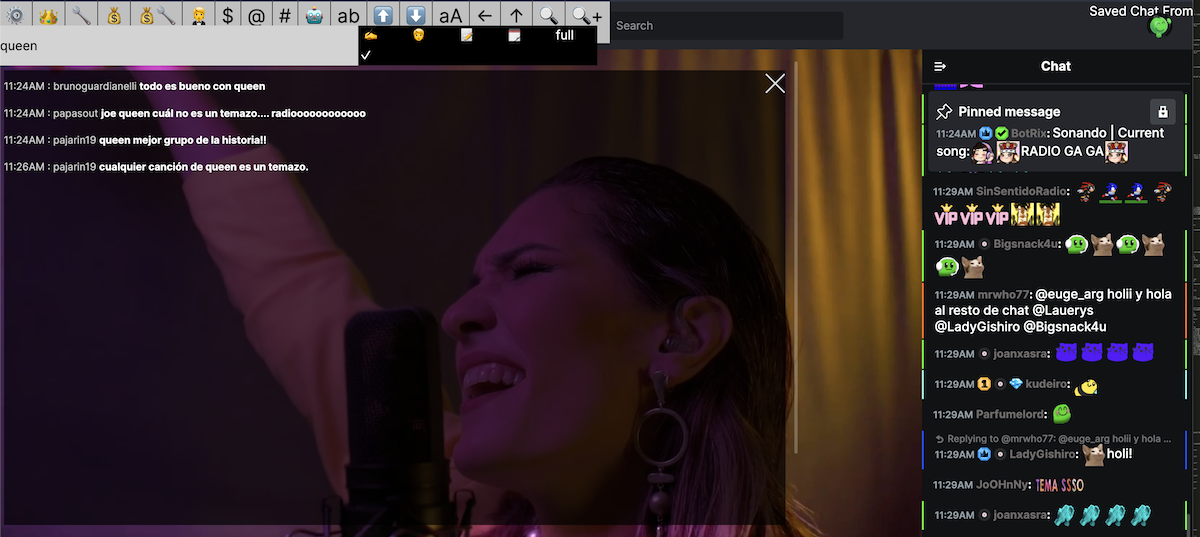 $ @ # ab aA ← ↑ +
Search
Saved Chat From
queen
full
✓
11:24AM : brunoguardianelli todo es bueno con queen
11:24AM : papasout joe queen cuál no es un temazo.... radioooooooooooo
11:24AM : pajarin19 queen mejor grupo de la historia!!
11:26AM : pajarin19 cualquier canción de queen es un temazo.
Chat
Pinned message
11:24AM BotRix: Sonando | Current
song: RADIO GA GA
11:29AM SinSentidoRadio:
VIP VIP VIP
11:29AM Bigsnack4u:
11:29AM mrwho77: @euge_arg holii y hola
al resto de chat @Lauerys
@LadyGishiro @Bigsnack4u
11:29AM joanxasra:
11:29AM 1 kudeiro:
11:29AM Parfumelord:
Replying to @mrwho77: @euge_arg holii y hola ...
11:29AM LadyGishiro: holi!
11:29AM JoOHnNy: TEMASSSO
11:29AM joanxasra: